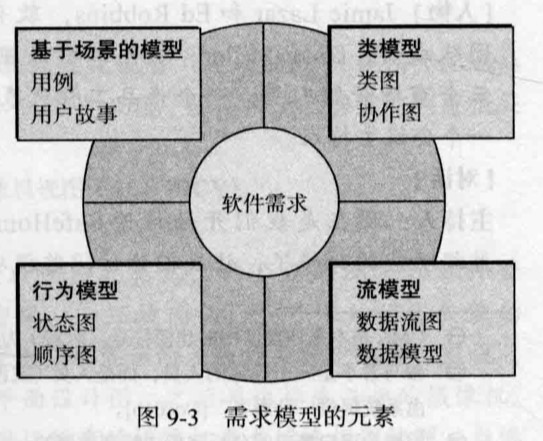 基于场景的模型
用例
用户故事
类模型
类图
协作图
软件需求
行为模型
状态图
顺序图
流模型
数据流图
数据模型
图 9-3 需求模型的元素